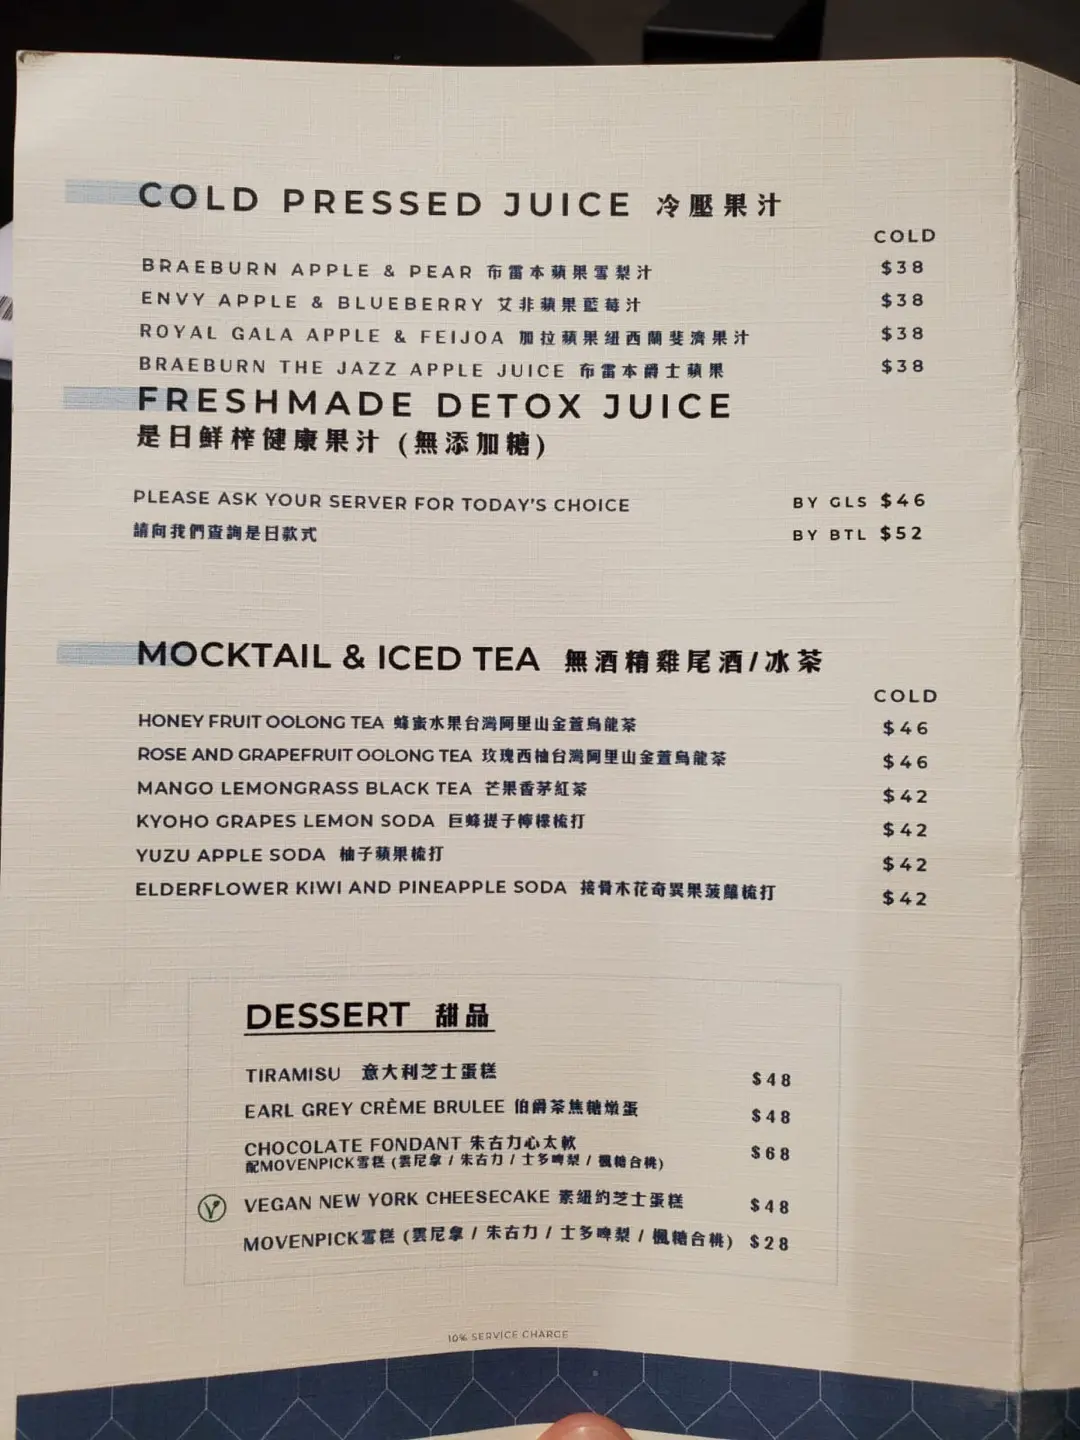 COLD PRESSED JUICE 冷壓果汁
COLD
BRAEBURN APPLE & PEAR 布雷本蘋果雪梨汁 $38
ENVY APPLE & BLUEBERRY 艾菲蘋果藍莓汁 $38
ROYAL GALA APPLE & FEIJOA 加拉蘋果紐西蘭斐濟果汁 $38
BRAEBURN THE JAZZ APPLE JUICE 布雷本爵士蘋果 $38
FRESHMADE DETOX JUICE
是日鮮榨健康果汁 (無添加糖)
PLEASE ASK YOUR SERVER FOR TODAY'S CHOICE BY GLS $46
請向我們查詢是日款式 BY BTL $52
MOCKTAIL & ICED TEA 無酒精雞尾酒/冰茶
COLD
HONEY FRUIT OOLONG TEA 蜂蜜水果台灣阿里山金萱烏龍茶 $46
ROSE AND GRAPEFRUIT OOLONG TEA 玫瑰西柚台灣阿里山金萱烏龍茶 $46
MANGO LEMONGRASS BLACK TEA 芒果香茅紅茶 $42
KYOHO GRAPES LEMON SODA 巨蜂提子檸檬梳打 $42
YUZU APPLE SODA 柚子蘋果梳打 $42
ELDERFLOWER KIWI AND PINEAPPLE SODA 接骨木花奇異果菠蘿梳打 $42
DESSERT 甜品
TIRAMISU 意大利芝士蛋糕 $48
EARL GREY CRÈME BRULEE 伯爵茶焦糖燉蛋 $48
CHOCOLATE FONDANT 朱古力心太軟 $68
配MOVENPICK雪糕 (雲尼拿 / 朱古力 / 士多啤梨 / 楓糖合桃)
V VEGAN NEW YORK CHEESECAKE 素紐約芝士蛋糕 $48
MOVENPICK雪糕 (雲尼拿 / 朱古力 / 士多啤梨 / 楓糖合桃) $28
10% SERVICE CHARGE